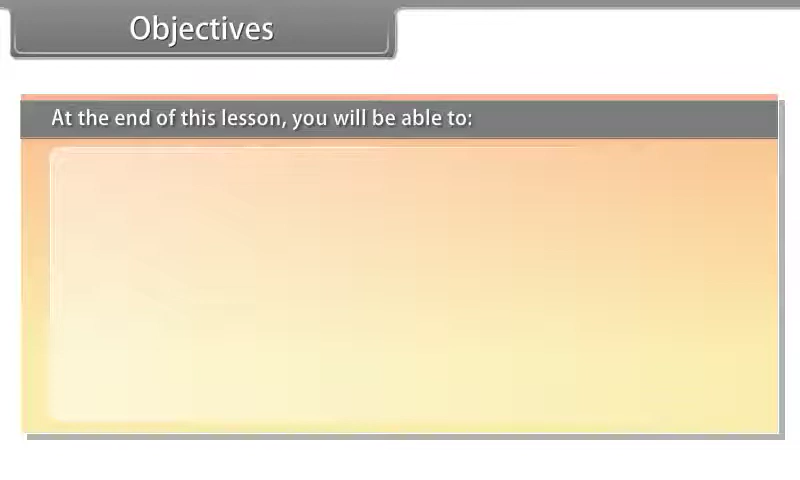 Objectives
At the end of this lesson, you will be able to: